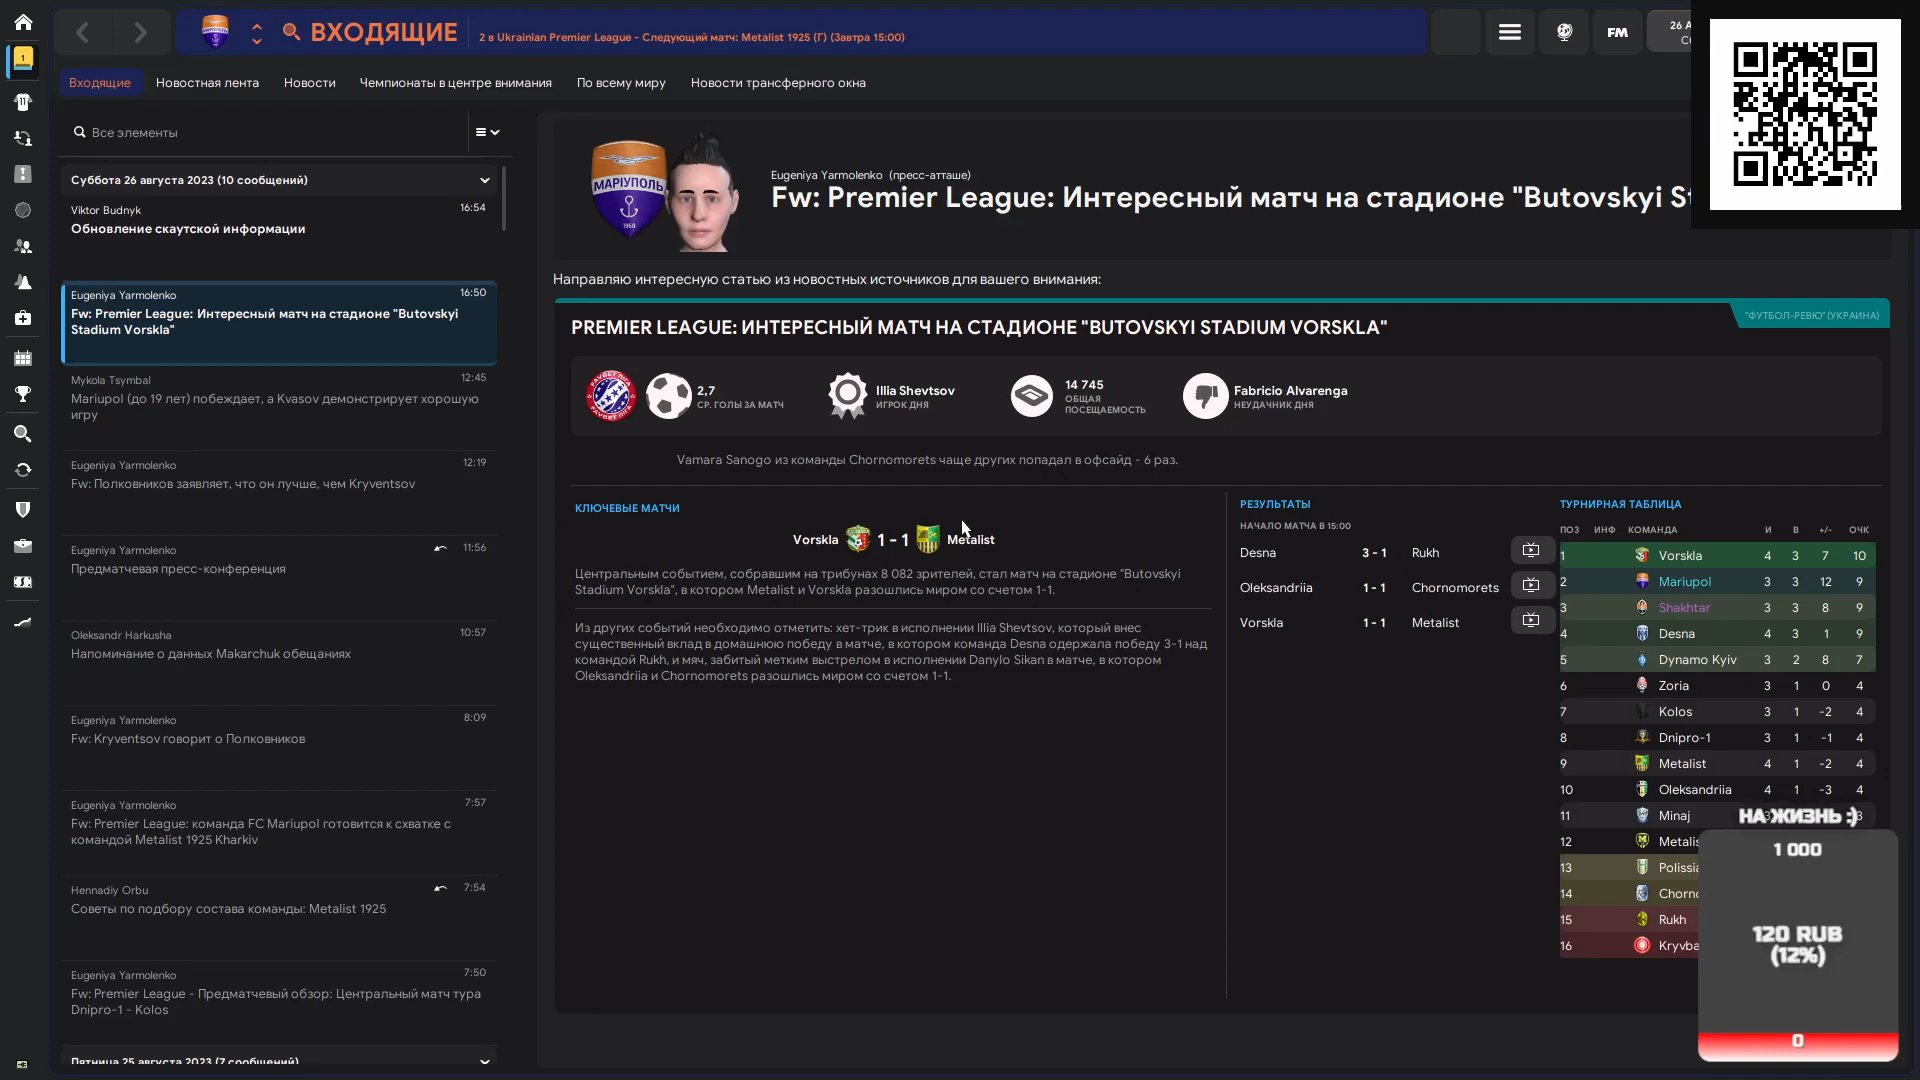 1
ВХОДЯЩИЕ
2 в Ukrainian Premier League - Следующий матч: Metalist 1925 (Г) (Завтра 15:00)
FM
Входящие
Новостная лента
Новости
Чемпионаты в центре внимания
По всему миру
Новости трансферного окна
Все элементы
Суббота 26 августа 2023 (10 сообщений)
Viktor Budnyk
16:54
Обновление скаутской информации
Eugeniya Yarmolenko
16:50
Fw: Premier League: Интересный матч на стадионе "Butovskyi
Stadium Vorskla"
Mykola Tsymbal
12:45
Mariupol (до 19 лет) побеждает, а Kvasov демонстрирует хорошую
игру
Eugeniya Yarmolenko
12:19
Fw: Полковников заявляет, что он лучше, чем Kryventsov
Eugeniya Yarmolenko
11:56
Предматчевая пресс-конференция
Oleksandr Harkusha
10:57
Напоминание о данных Makarchuk обещаниях
Eugeniya Yarmolenko
8:09
Fw: Kryventsov говорит о Полковников
Eugeniya Yarmolenko
7:57
Fw: Premier League: команда FC Mariupol готовится к схватке с
командой Metalist 1925 Kharkiv
Hennadiy Orbu
7:54
Советы по подбору состава команды: Metalist 1925
Eugeniya Yarmolenko
7:50
Fw: Premier League - Предматчевый обзор: Центральный матч тура
Dnipro-1 - Kolos
Пятница 25 августа 2023 (7 сообщений)
МАРІУПОЛЬ
1960
Eugeniya Yarmolenko (пресс-атташе)
Fw: Premier League: Интересный матч на стадионе "Butovskyi
Направляю интересную статью из новостных источников для вашего внимания:
"ФУТБОЛ-РЕВЮ" (УКРАИНА)
PREMIER LEAGUE: ИНТЕРЕСНЫЙ МАТЧ НА СТАДИОНЕ "BUTOVSKYI STADIUM VORSKLA"
2,7
СР. ГОЛЫ ЗА МАТЧ
Illia Shevtsov
ИГРОК ДНЯ
14 745
ОБЩАЯ
ПОСЕЩАЕМОСТЬ
Fabricio Alvarenga
НЕУДАЧНИК ДНЯ
Vamara Sanogo из команды Chornomorets чаще других попадал в офсайд - 6 раз.
КЛЮЧЕВЫЕ МАТЧИ
Vorskla 1 - 1 Metalist
Центральным событием, собравшим на трибунах 8 082 зрителей, стал матч на стадионе "Butovskyi
Stadium Vorskla", в котором Metalist и Vorskla разошлись миром со счетом 1-1.
Из других событий необходимо отметить: хет-трик в исполнении Illia Shevtsov, который внес
существенный вклад в домашнюю победу в матче, в котором команда Desna одержала победу 3-1 над
командой Rukh, и мяч, забитый метким выстрелом в исполнении Danylo Sikan в матче, в котором
Oleksandriia и Chornomorets разошлись миром со счетом 1-1.
РЕЗУЛЬТАТЫ
НАЧАЛО МАТЧА В 15:00
Desna 3 - 1 Rukh
Oleksandriia 1 - 1 Chornomorets
Vorskla 1 - 1 Metalist
ТУРНИРНАЯ ТАБЛИЦА
ПОЗ ИНФ КОМАНДА И В +/- ОЧК
1 Vorskla 4 3 7 10
2 Mariupol 3 3 12 9
3 Shakhtar 3 3 8 9
4 Desna 4 3 1 9
5 Dynamo Kyiv 3 2 8 7
6 Zoria 3 1 0 4
7 Kolos 3 1 -2 4
8 Dnipro-1 3 1 -1 4
9 Metalist 4 1 -2 4
10 Oleksandriia 4 1 -3 4
11 Minaj
12
13
14
15 Rukh
16
НА ЖИЗНЬ :)
1 000
120 RUB
(12%)
0